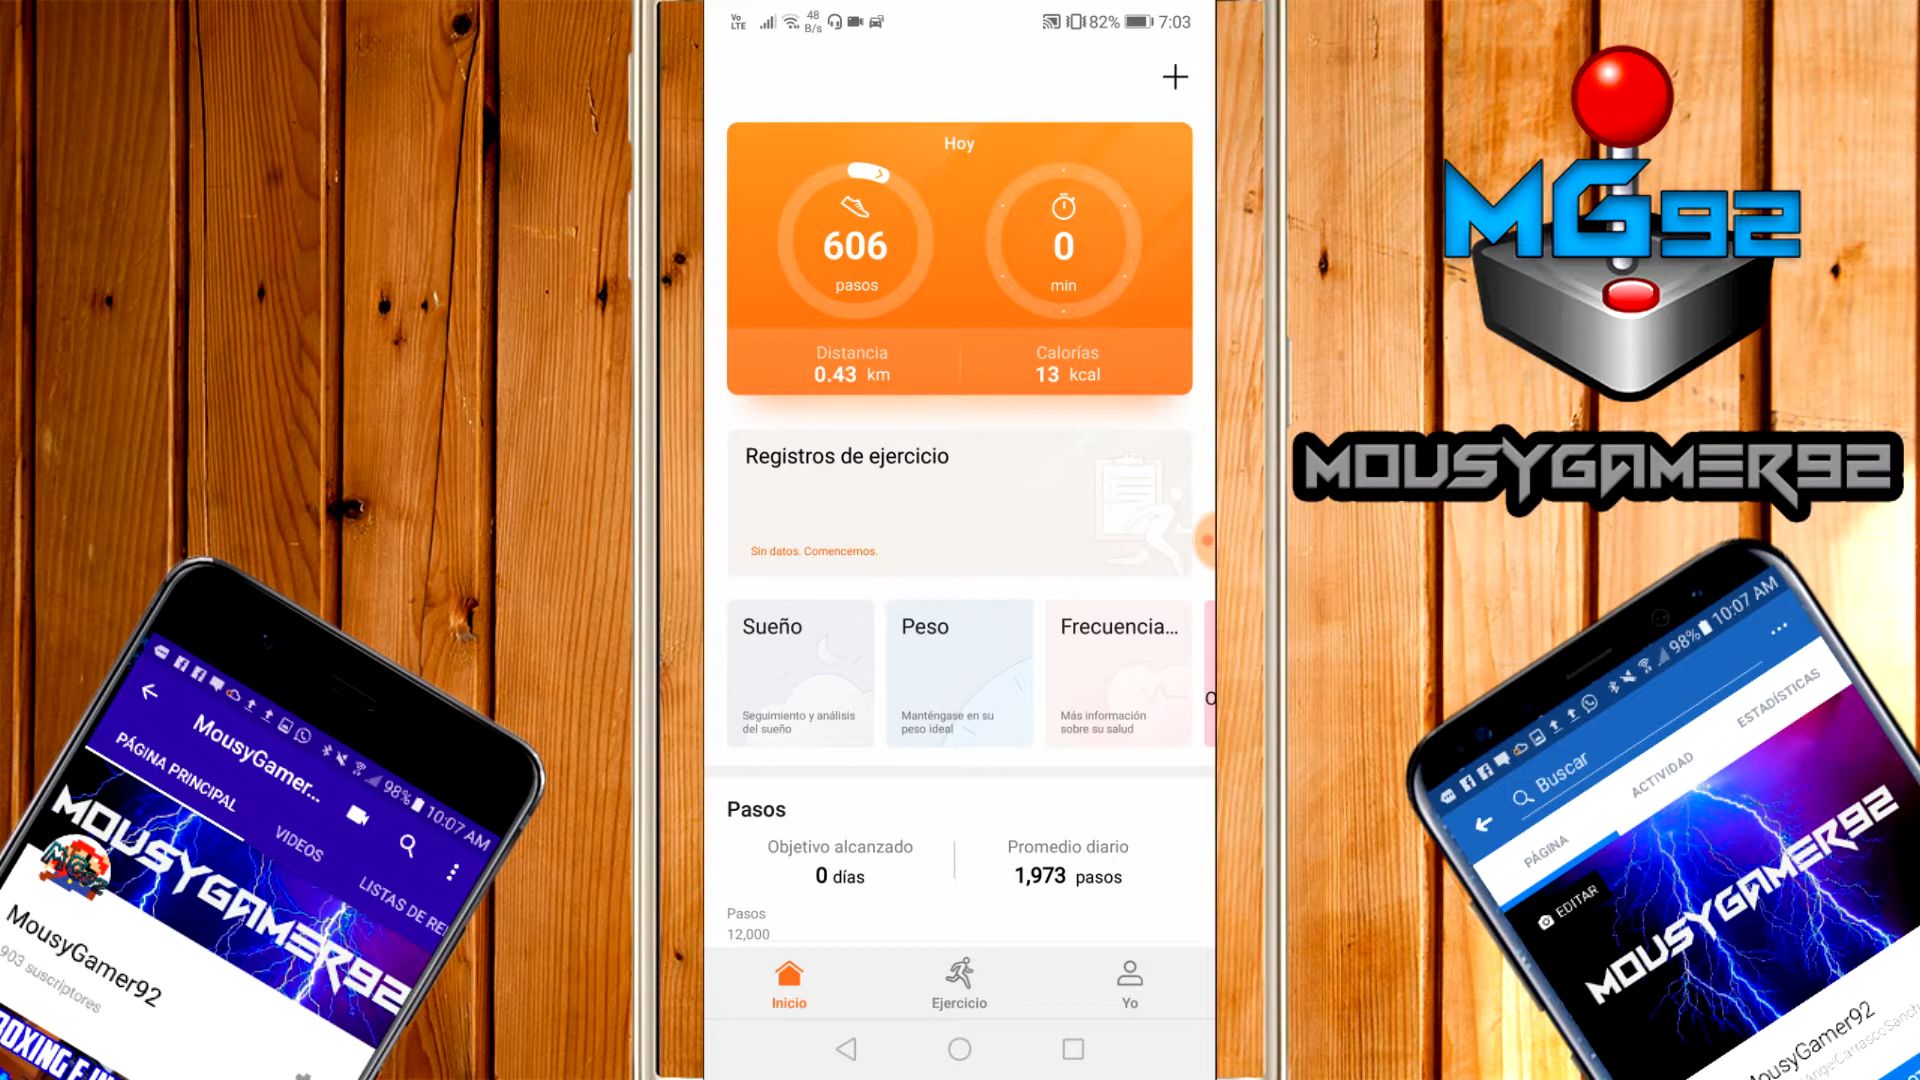 Vo
LTE
48
B/s
82%
7:03
Hoy
606
pasos
0
min
Distancia
0.43 km
Calorías
13 kcal
Registros de ejercicio
Sin datos. Comencemos.
Sueño
Seguimiento y análisis
del sueño
Peso
Manténgase en su
peso ideal
Frecuencia...
Más información
sobre su salud
Pasos
Objetivo alcanzado
0 días
Promedio diario
1,973 pasos
Pasos
12,000
Inicio
Ejercicio
Yo
MG92
MOUSYGAMER92
98% 10:07 AM
MousyGamer...
PÁGINA PRINCIPAL
VIDEOS
LISTAS DE RE
MOUSYGAMER92
MousyGamer92
903 suscriptores
98% 10:07 AM
Buscar
PÁGINA
ACTIVIDAD
ESTADÍSTICAS
EDITAR
MOUSYGAMER92
MousyGamer92